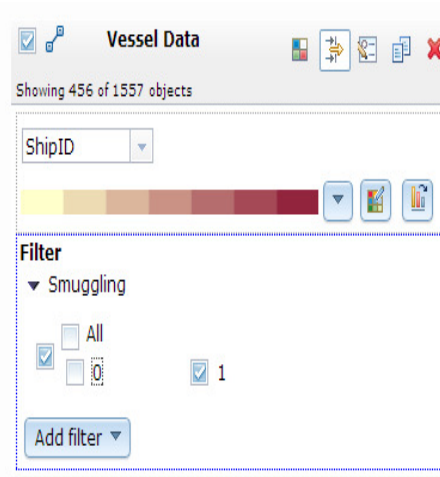 Vessel Data
Showing 456 of 1557 objects
ShipID
Filter
Smuggling
All
0 1
Add filter